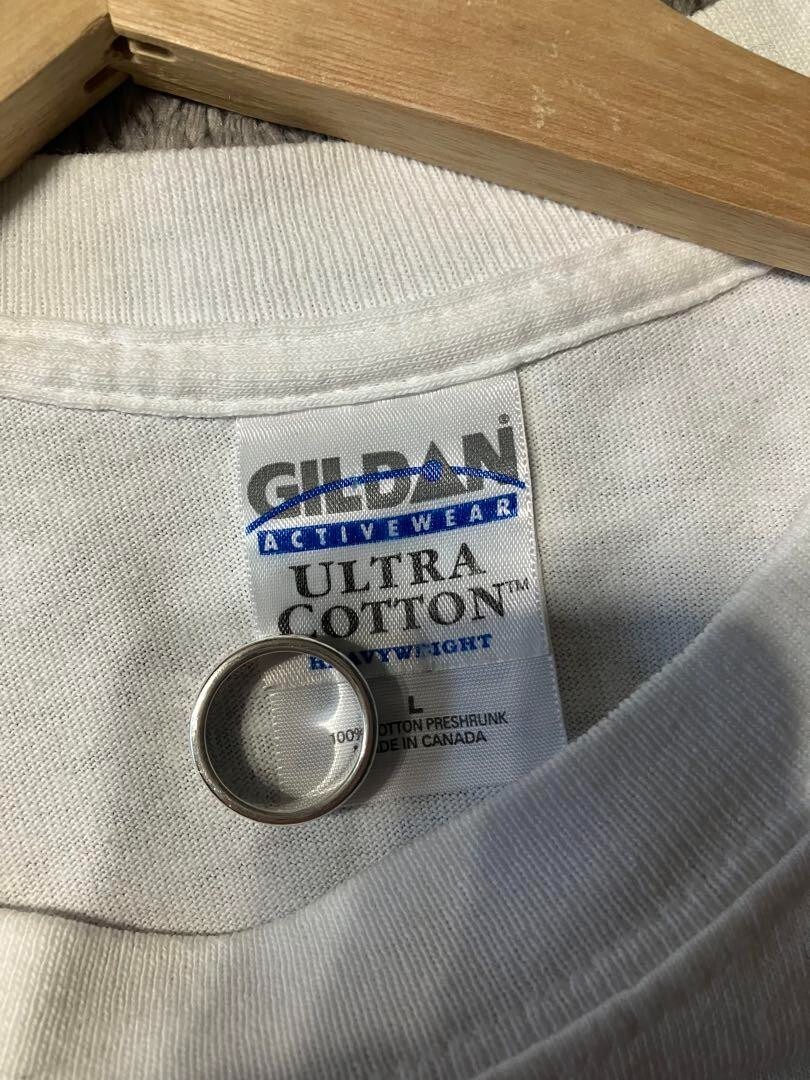 GILDAN®
ACTIVEWEAR
ULTRA
COTTON™
HEAVYWEIGHT
L
100% COTTON PRESHRUNK
MADE IN CANADA